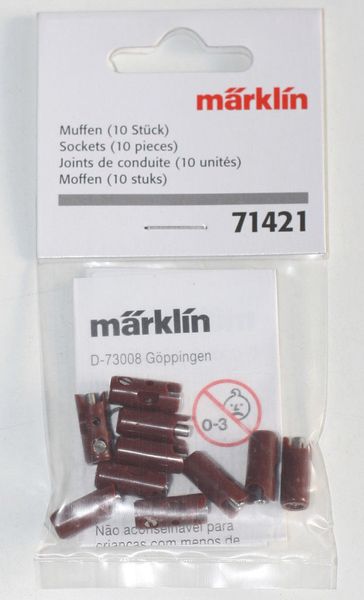 märklin
Muffen (10 Stück)
Sockets (10 pieces)
Joints de conduite (10 unités)
Moffen (10 stuks)
71421
märklin
D-73008 Göppingen
0-3
Não aconselhável para
crianças com menos de